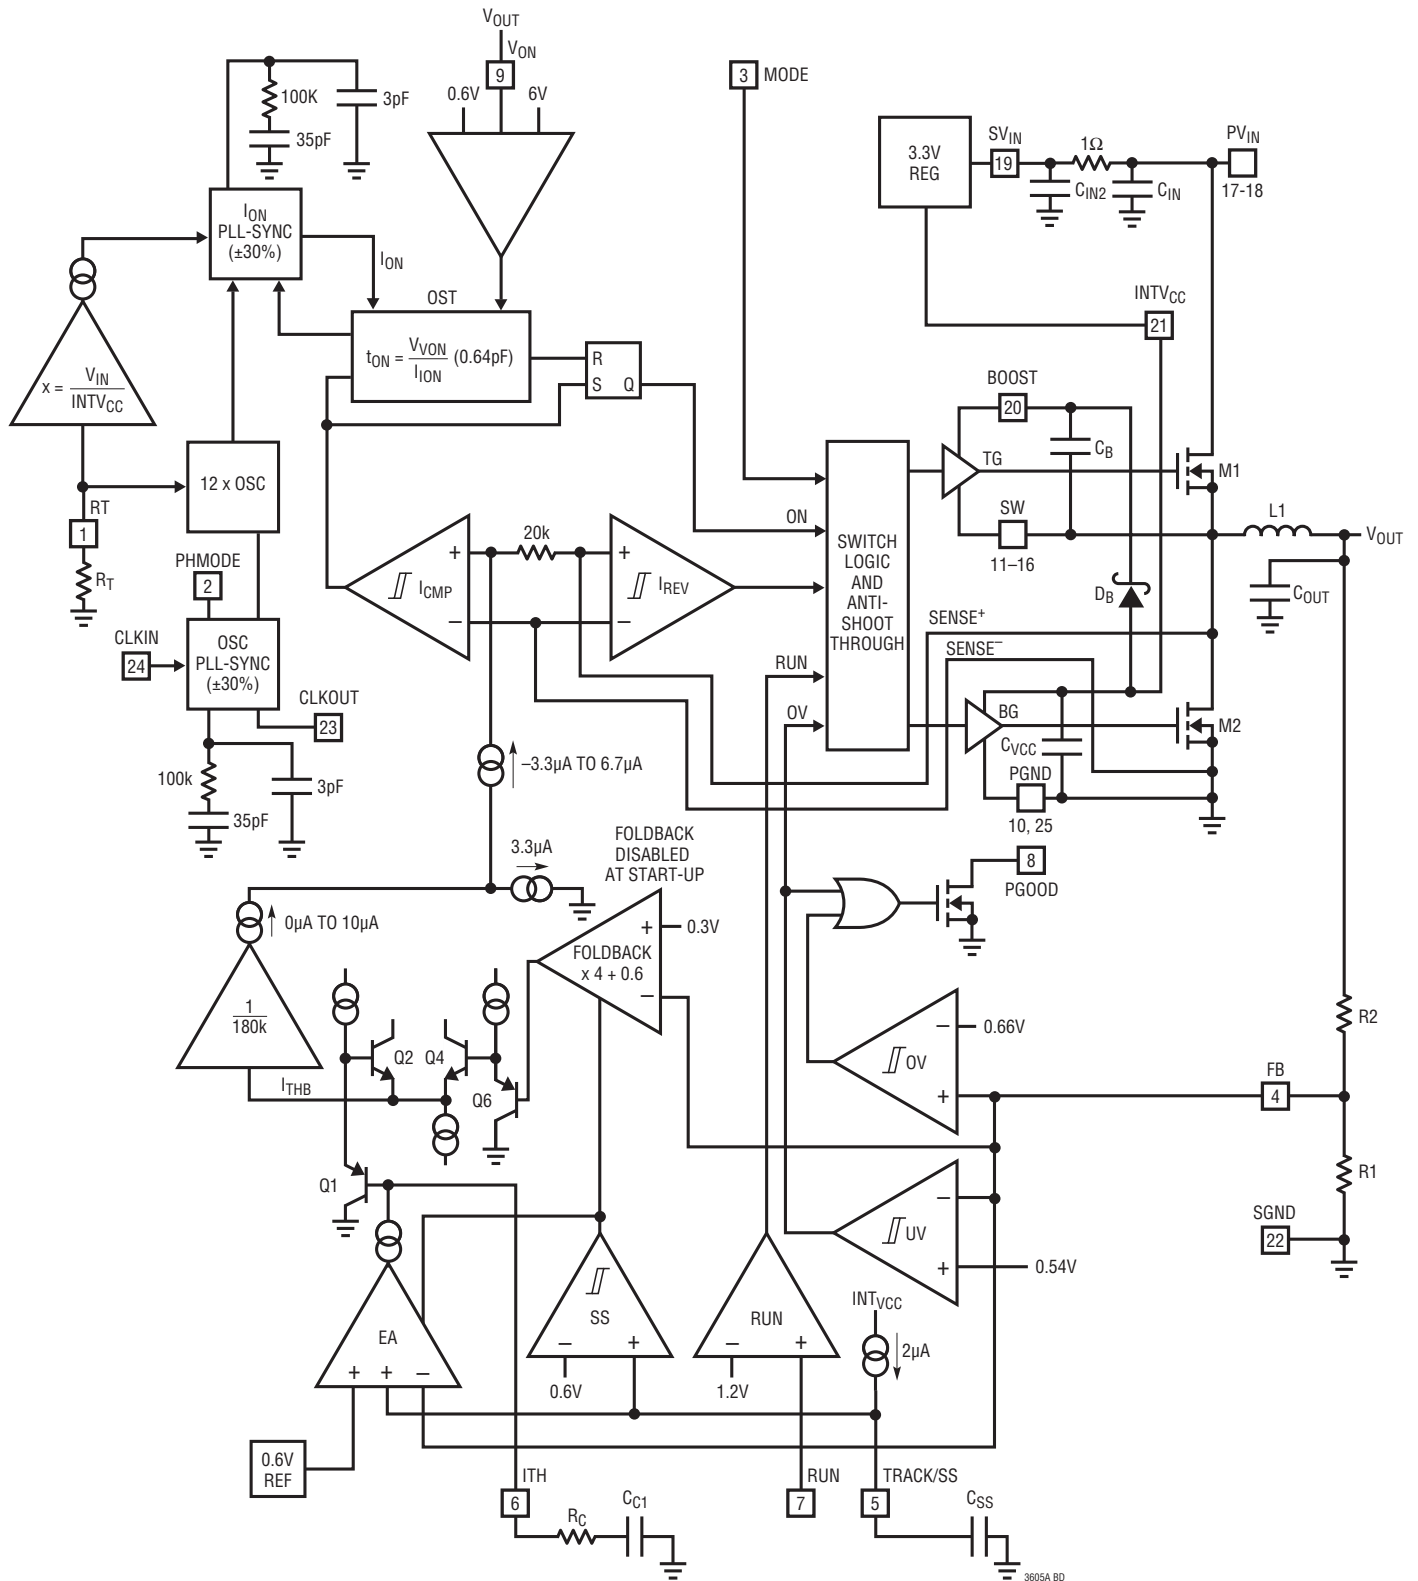 VOUT
VON
9
0.6V
6V
100K
3pF
35pF
3
MODE
3.3V
REG
SVIN
19
1Ω
PVIN
17-18
CIN2
CIN
ION
PLL-SYNC
(±30%)
ION
OST
tON = VVON / IION (0.64pF)
R
S
Q
x = VIN / INTVCC
12 x OSC
RT
1
RT
PHMODE
2
CLKIN
24
OSC
PLL-SYNC
(±30%)
CLKOUT
23
100k
3pF
35pF
INTVCC
21
BOOST
20
CB
TG
M1
SW
11–16
L1
VOUT
COUT
DB
ON
SWITCH
LOGIC
AND
ANTI-
SHOOT
THROUGH
RUN
OV
20k
+
–
ICMP
+
–
IREV
SENSE+
SENSE–
BG
M2
CVCC
PGND
10, 25
–3.3µA TO 6.7µA
3.3µA
FOLDBACK
DISABLED
AT START-UP
8
PGOOD
0µA TO 10µA
+
0.3V
FOLDBACK
x 4 + 0.6
–
1
180k
ITHB
Q2
Q4
Q6
Q1
–
0.66V
OV
+
R2
FB
4
R1
SGND
22
–
UV
+
0.54V
INTVCC
2µA
EA
+
+
–
SS
–
+
0.6V
RUN
–
+
1.2V
0.6V
REF
ITH
6
RC
CC1
RUN
7
TRACK/SS
5
CSS
3605A BD